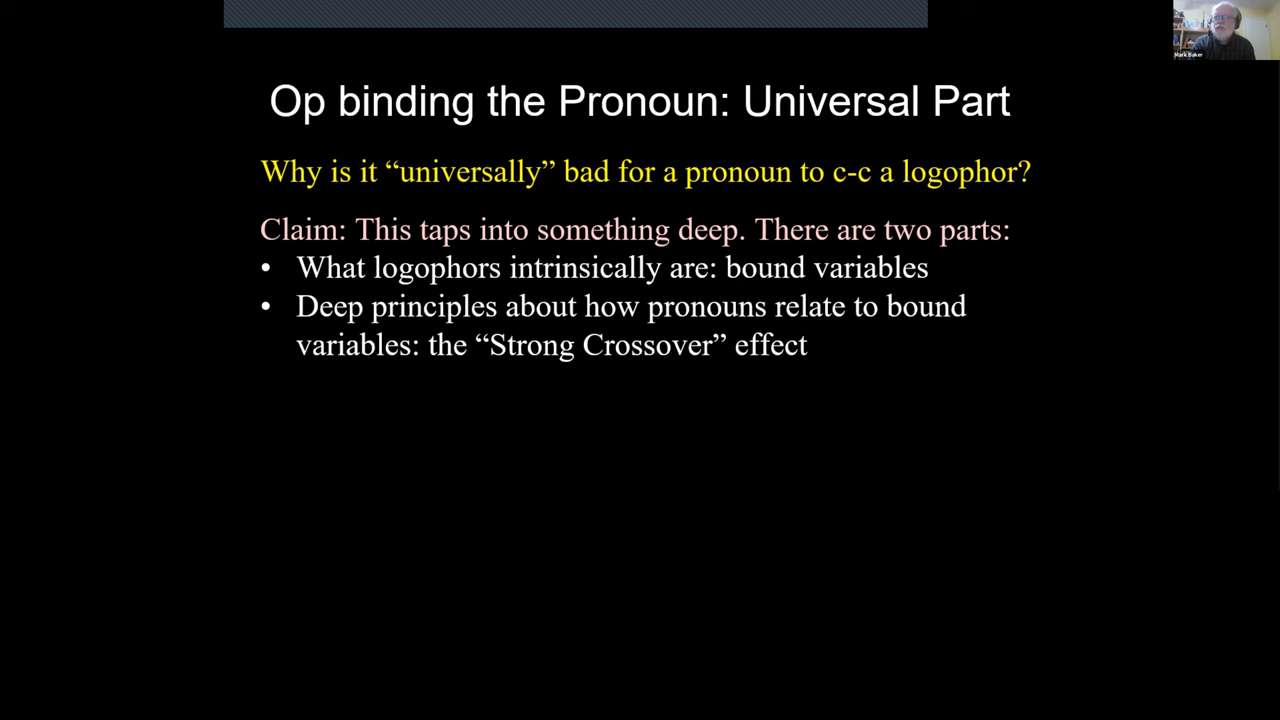 Mark Baker
Op binding the Pronoun: Universal Part
Why is it “universally” bad for a pronoun to c-c a logophor?
Claim: This taps into something deep. There are two parts:
• What logophors intrinsically are: bound variables
• Deep principles about how pronouns relate to bound
variables: the “Strong Crossover” effect